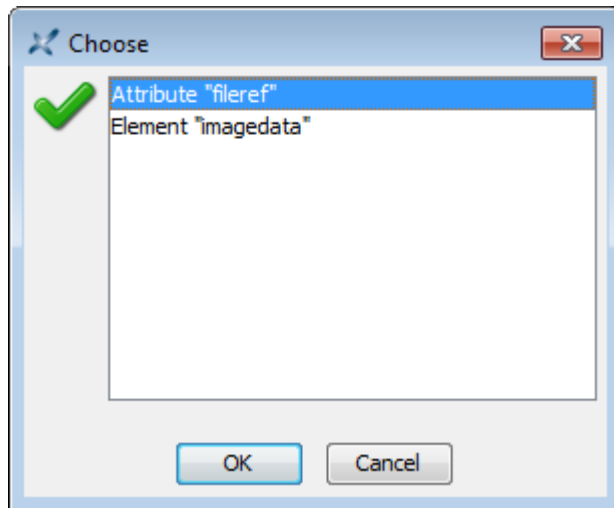 Choose
Attribute "fileref"
Element "imagedata"
OK
Cancel